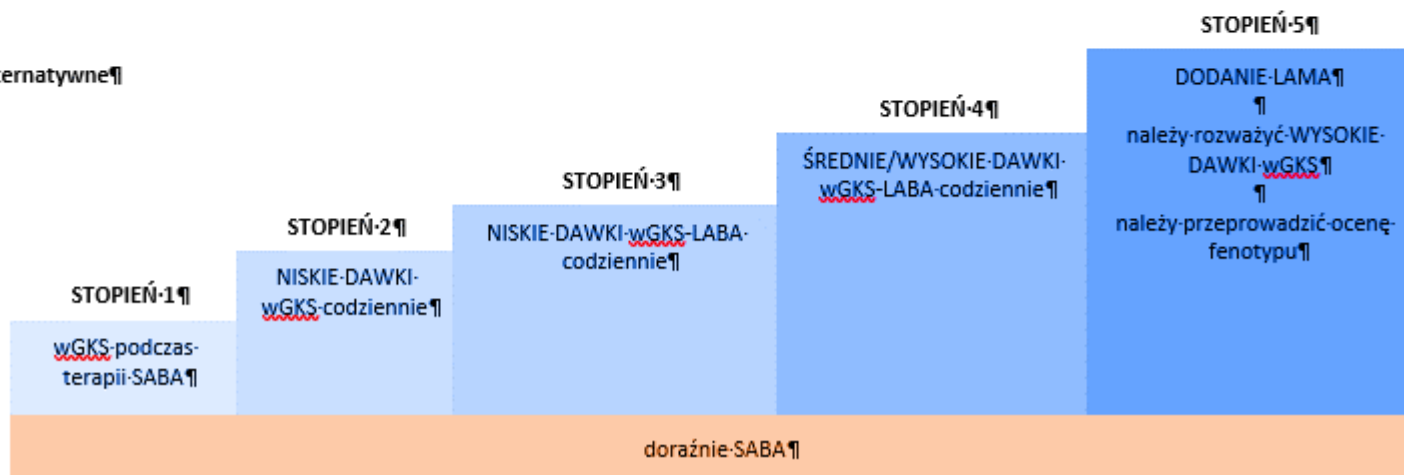 ernatywne¶
STOPIEŃ·1¶
wGKS·podczas·
terapii·SABA¶
STOPIEŃ·2¶
NISKIE·DAWKI·
wGKS·codziennie¶
STOPIEŃ·3¶
NISKIE·DAWKI·wGKS-LABA·
codziennie¶
STOPIEŃ·4¶
ŚREDNIE/WYSOKIE·DAWKI·
wGKS-LABA·codziennie¶
STOPIEŃ·5¶
DODANIE·LAMA¶
¶
należy·rozważyć·WYSOKIE·
DAWKI·wGKS¶
¶
należy·przeprowadzić·ocenę·
fenotypu¶
doraźnie·SABA¶